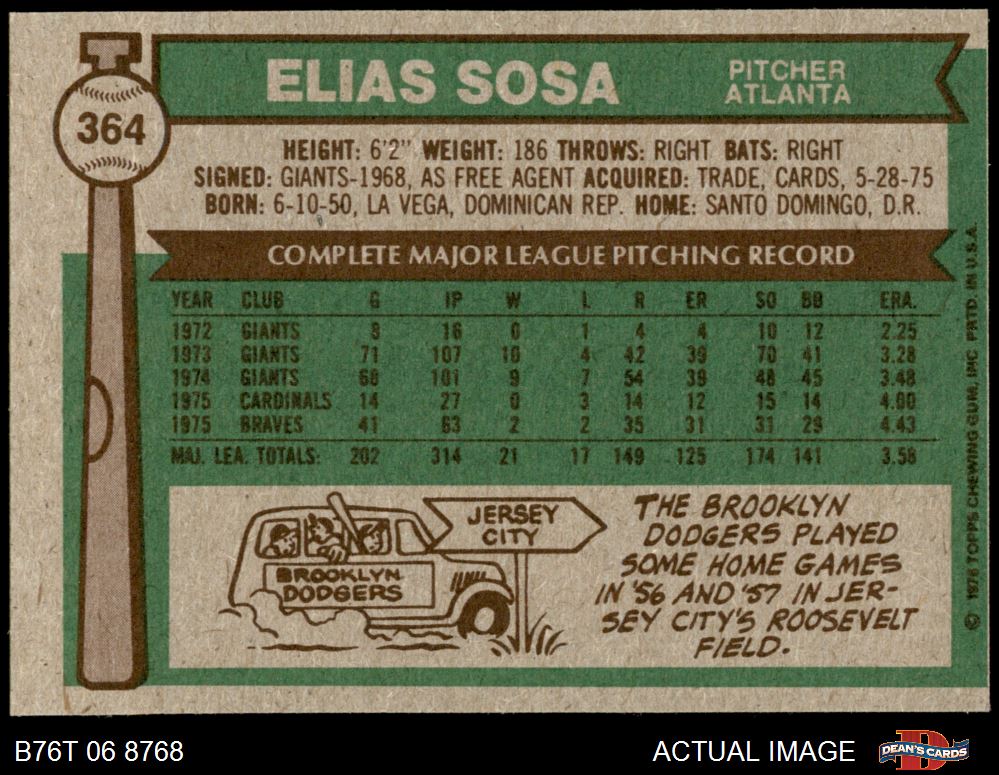 364
ELIAS SOSA
PITCHER
ATLANTA
HEIGHT: 6'2" WEIGHT: 186 THROWS: RIGHT BATS: RIGHT
SIGNED: GIANTS-1968, AS FREE AGENT ACQUIRED: TRADE, CARDS, 5-28-75
BORN: 6-10-50, LA VEGA, DOMINICAN REP. HOME: SANTO DOMINGO, D.R.
COMPLETE MAJOR LEAGUE PITCHING RECORD
YEAR CLUB G IP W L R ER SO BB ERA.
1972 GIANTS 8 16 0 1 4 4 10 12 2.25
1973 GIANTS 71 107 10 4 42 39 70 41 3.28
1974 GIANTS 68 101 9 7 54 39 48 45 3.48
1975 CARDINALS 14 27 0 3 14 12 15 14 4.00
1975 BRAVES 41 63 2 2 35 31 31 29 4.43
MAJ. LEA. TOTALS: 202 314 21 17 149 125 174 141 3.58
JERSEY
CITY
BROOKLYN
DODGERS
THE BROOKLYN
DODGERS PLAYED
SOME HOME GAMES
IN '56 AND '57 IN JER-
SEY CITY'S ROOSEVELT
FIELD.
© 1976 TOPPS CHEWING GUM, INC. PRTD. IN U.S.A.
B76T 06 8768
ACTUAL IMAGE
DEAN'S CARDS